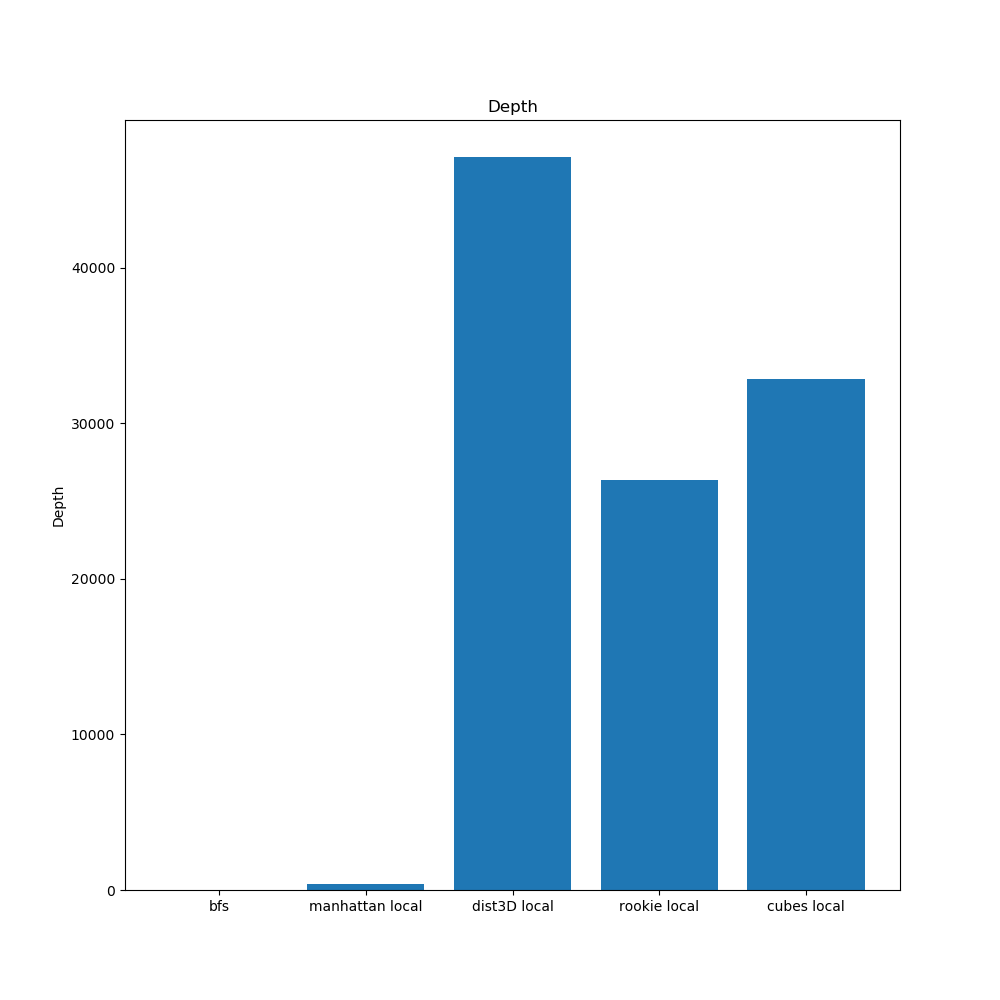 Depth
Depth
40000
30000
20000
10000
0
bfs
manhattan local
dist3D local
rookie local
cubes local